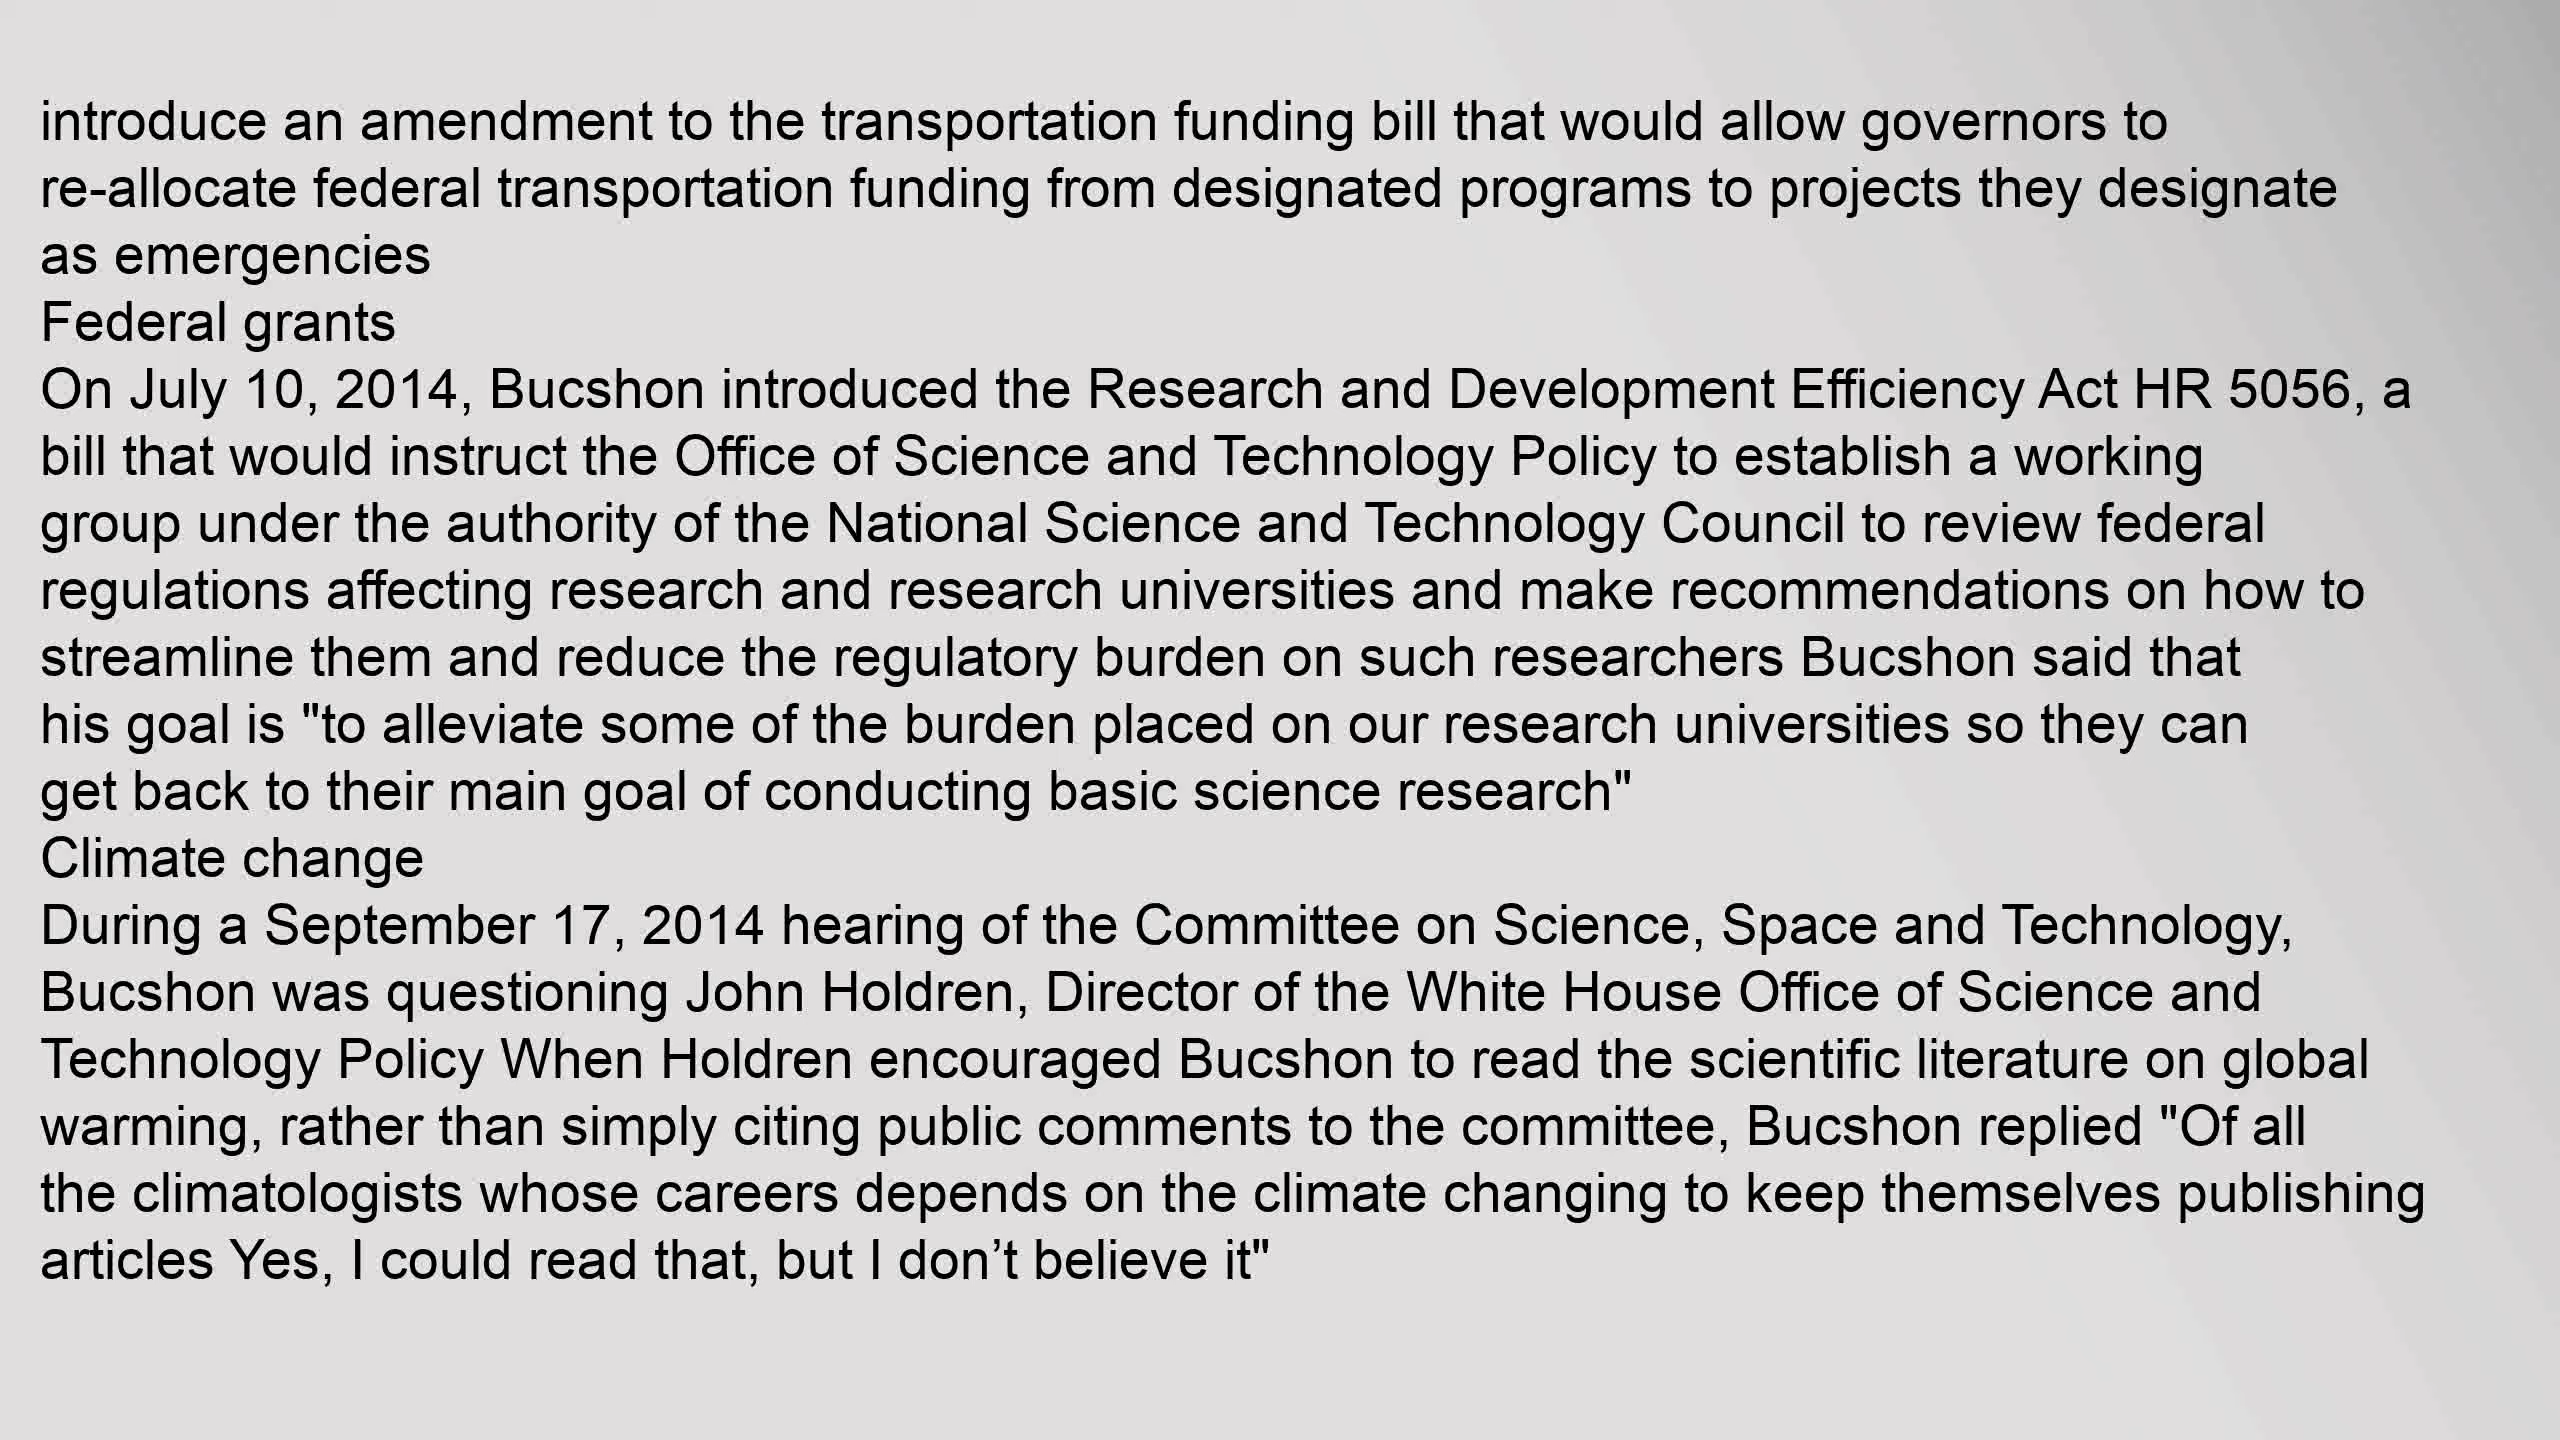 introduce an amendment to the transportation funding bill that would allow governors to
re-allocate federal transportation funding from designated programs to projects they designate
as emergencies
Federal grants
On July 10, 2014, Bucshon introduced the Research and Development Efficiency Act HR 5056, a
bill that would instruct the Office of Science and Technology Policy to establish a working
group under the authority of the National Science and Technology Council to review federal
regulations affecting research and research universities and make recommendations on how to
streamline them and reduce the regulatory burden on such researchers Bucshon said that
his goal is "to alleviate some of the burden placed on our research universities so they can
get back to their main goal of conducting basic science research"
Climate change
During a September 17, 2014 hearing of the Committee on Science, Space and Technology,
Bucshon was questioning John Holdren, Director of the White House Office of Science and
Technology Policy When Holdren encouraged Bucshon to read the scientific literature on global
warming, rather than simply citing public comments to the committee, Bucshon replied "Of all
the climatologists whose careers depends on the climate changing to keep themselves publishing
articles Yes, I could read that, but I don’t believe it"